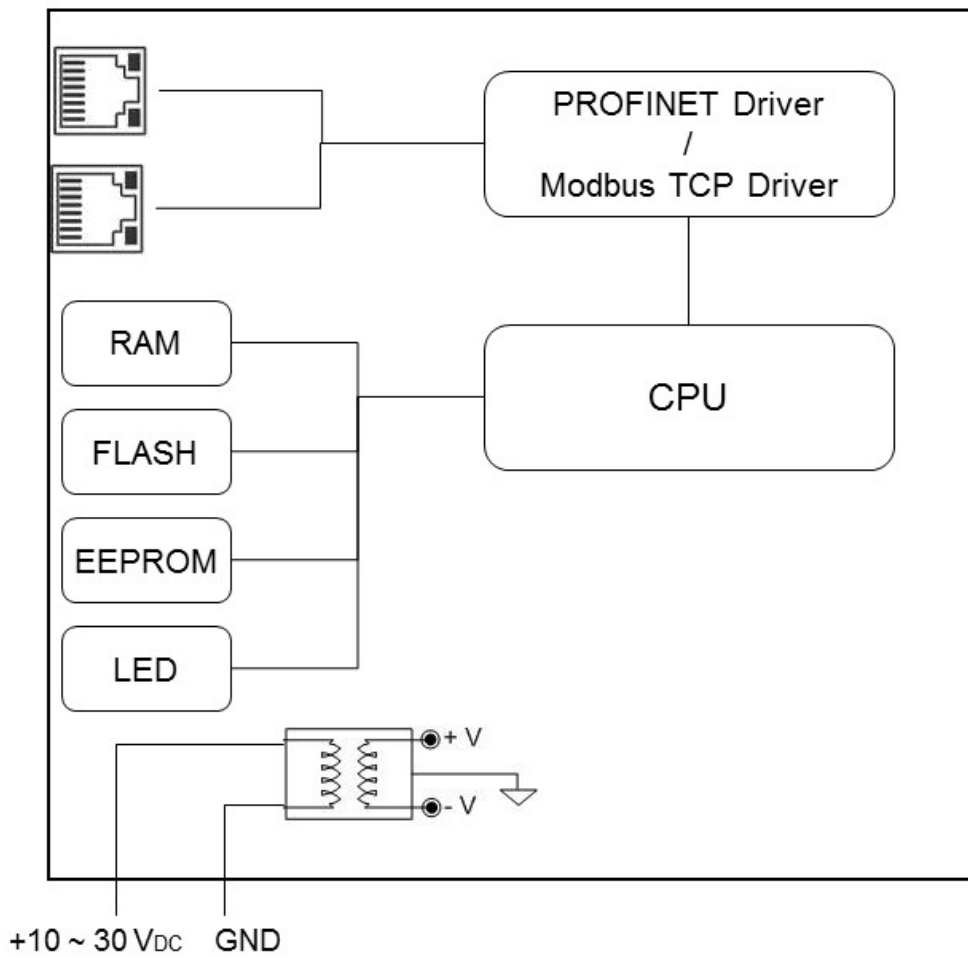 PROFINET Driver
/
Modbus TCP Driver
RAM
CPU
FLASH
EEPROM
LED
+ V
- V
+10 ~ 30 VDC GND